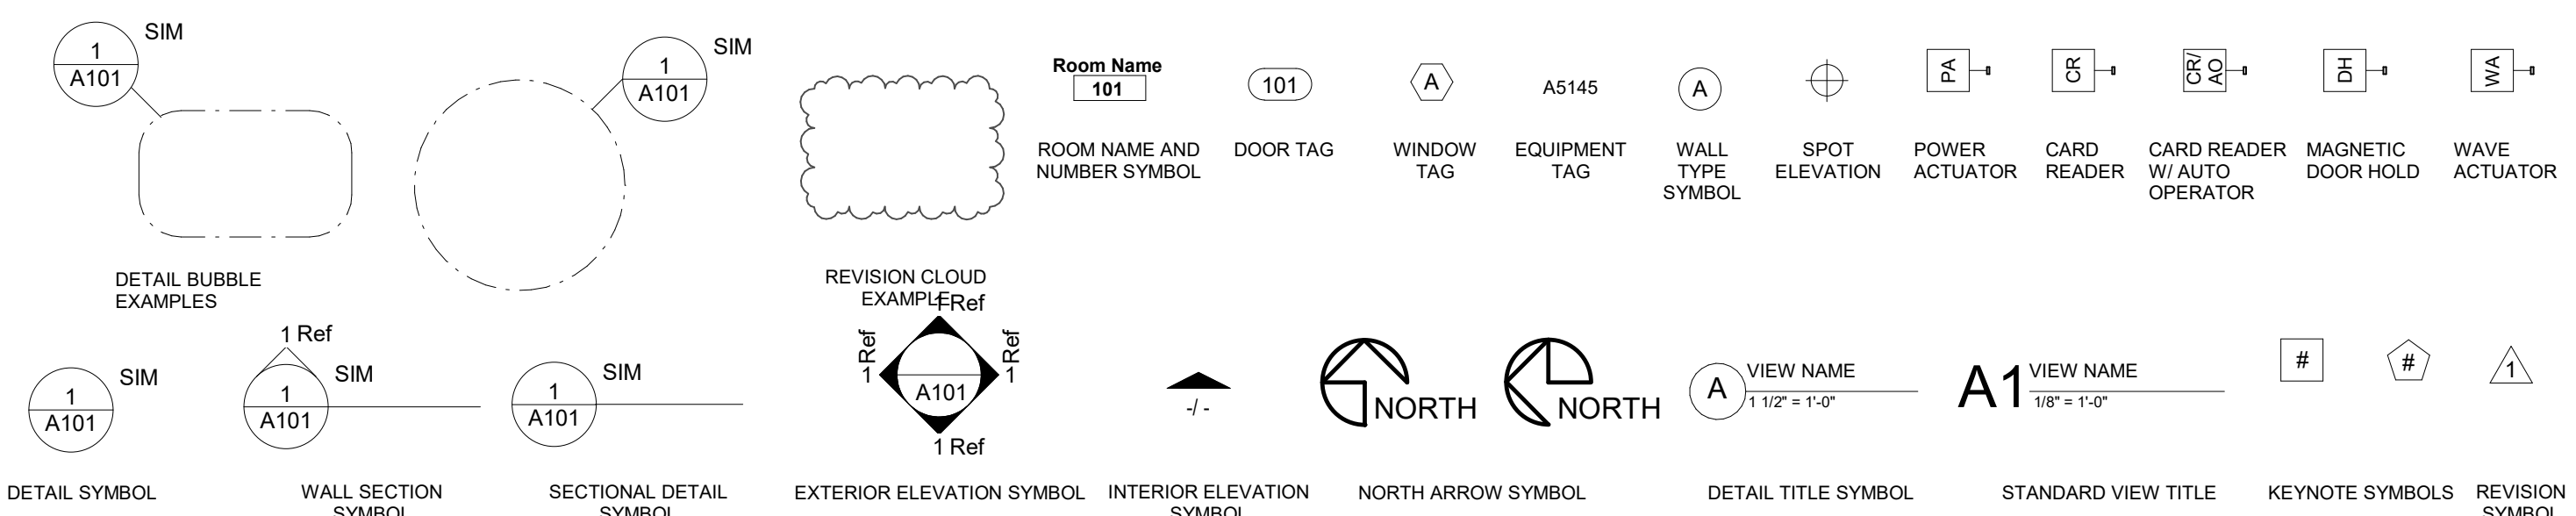 1
A101
SIM
1
A101
SIM
DETAIL BUBBLE
EXAMPLES
REVISION CLOUD
EXAMPLE
Room Name
101
ROOM NAME AND
NUMBER SYMBOL
101
DOOR TAG
A
WINDOW
TAG
A5145
EQUIPMENT
TAG
A
WALL
TYPE
SYMBOL
SPOT
ELEVATION
PA
POWER
ACTUATOR
CR
CARD
READER
CR/
AO
CARD READER
W/ AUTO
OPERATOR
DH
MAGNETIC
DOOR HOLD
WA
WAVE
ACTUATOR
1
A101
SIM
DETAIL SYMBOL
1 Ref
1
A101
SIM
WALL SECTION
SYMBOL
1
A101
SIM
SECTIONAL DETAIL
SYMBOL
1 Ref
1 Ref
A101
1 Ref
1 Ref
EXTERIOR ELEVATION SYMBOL
-/ -
INTERIOR ELEVATION
SYMBOL
NORTH
NORTH
NORTH ARROW SYMBOL
A
VIEW NAME
1 1/2" = 1'-0"
DETAIL TITLE SYMBOL
A1
VIEW NAME
1/8" = 1'-0"
STANDARD VIEW TITLE
#
#
KEYNOTE SYMBOLS
1
REVISION
SYMBOL